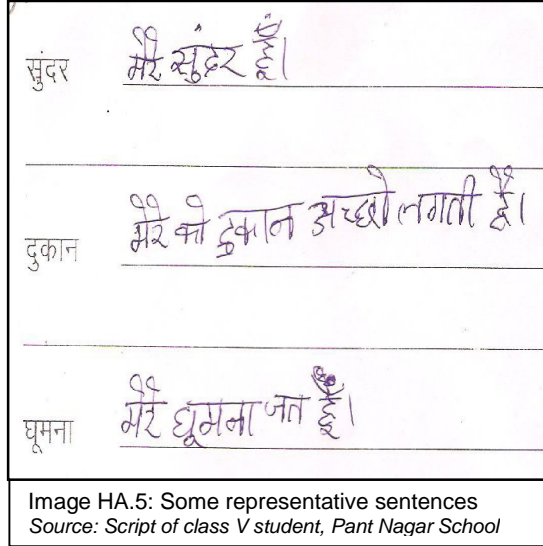 सुंदर मेरे सुंदर हूँ।
दुकान मेरे को दुकान अच्छी लगती है।
घूमना मेरे घूमना जत हूँ।
Image HA.5: Some representative sentences
Source: Script of class V student, Pant Nagar School